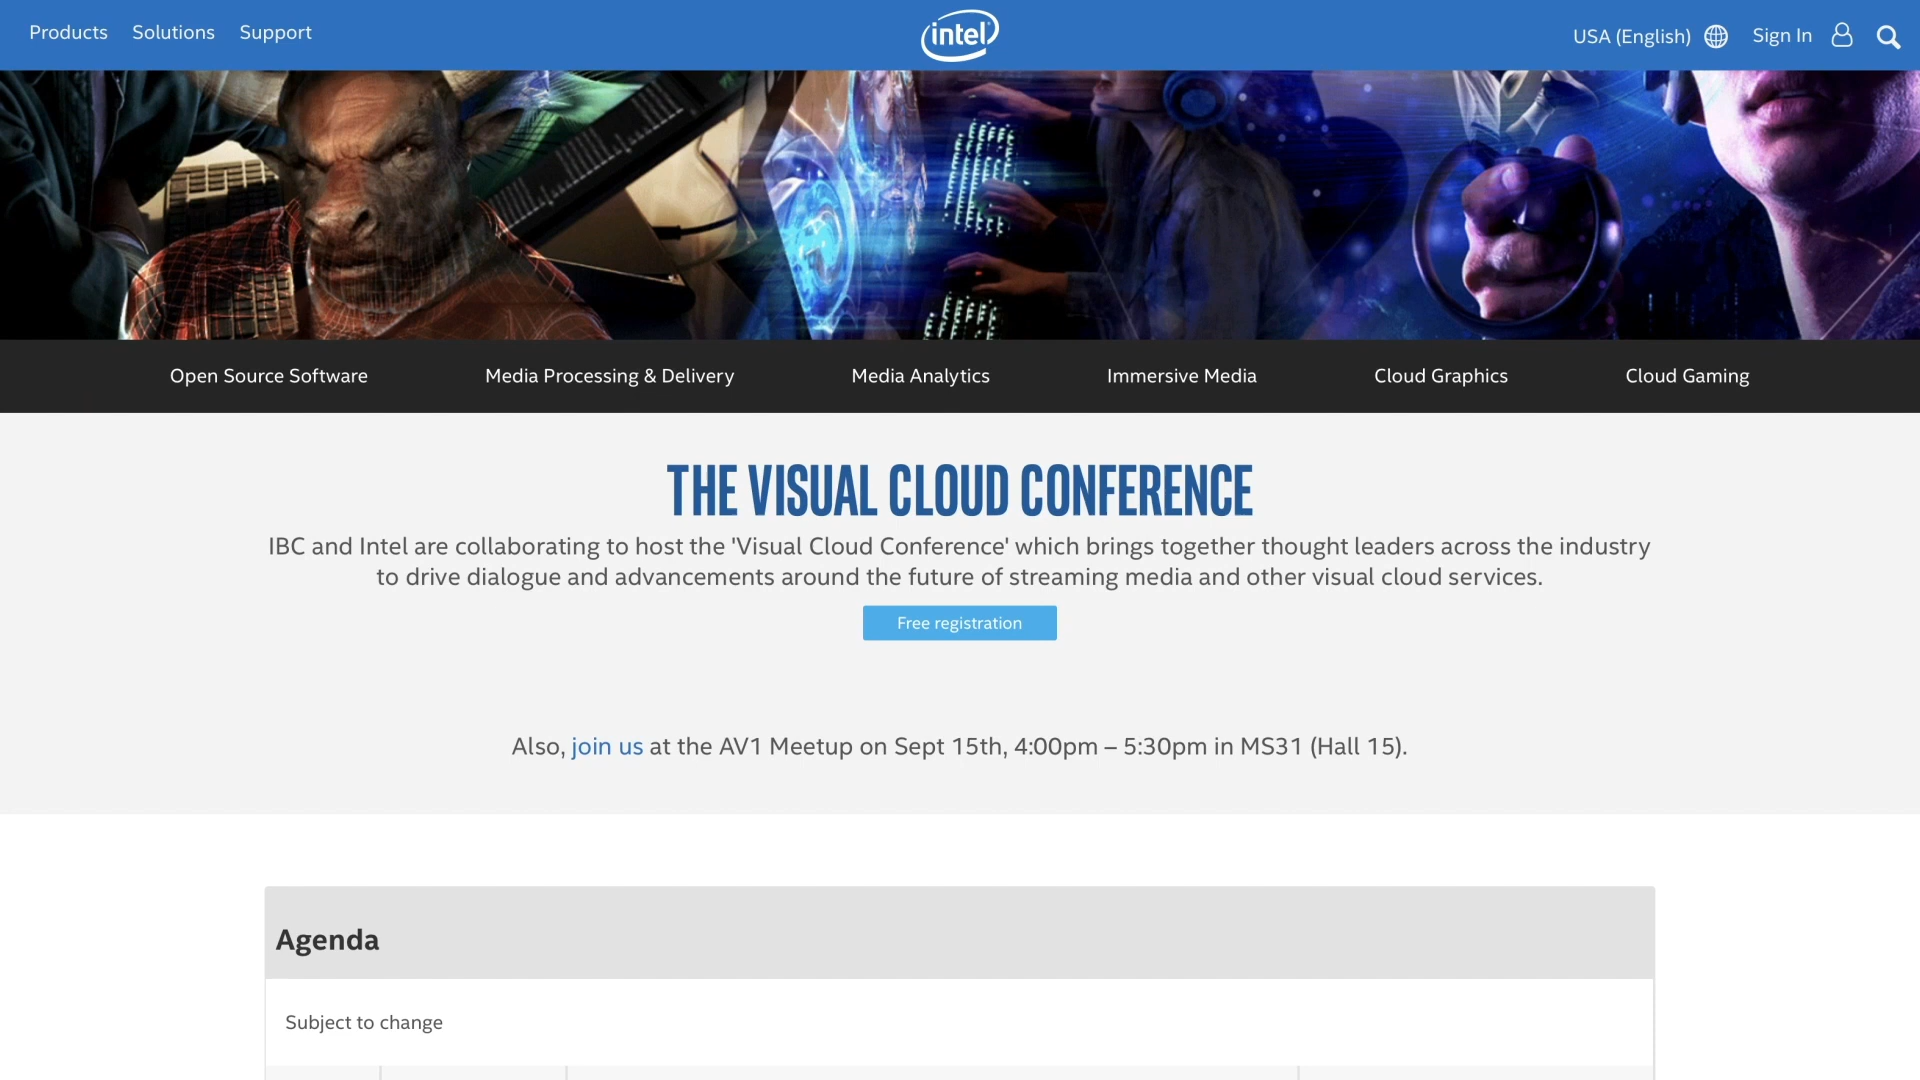 Products Solutions Support
intel
USA (English) Sign In
Open Source Software Media Processing & Delivery Media Analytics Immersive Media Cloud Graphics Cloud Gaming
THE VISUAL CLOUD CONFERENCE
IBC and Intel are collaborating to host the 'Visual Cloud Conference' which brings together thought leaders across the industry
to drive dialogue and advancements around the future of streaming media and other visual cloud services.
Free registration
Also, join us at the AV1 Meetup on Sept 15th, 4:00pm – 5:30pm in MS31 (Hall 15).
Agenda
Subject to change